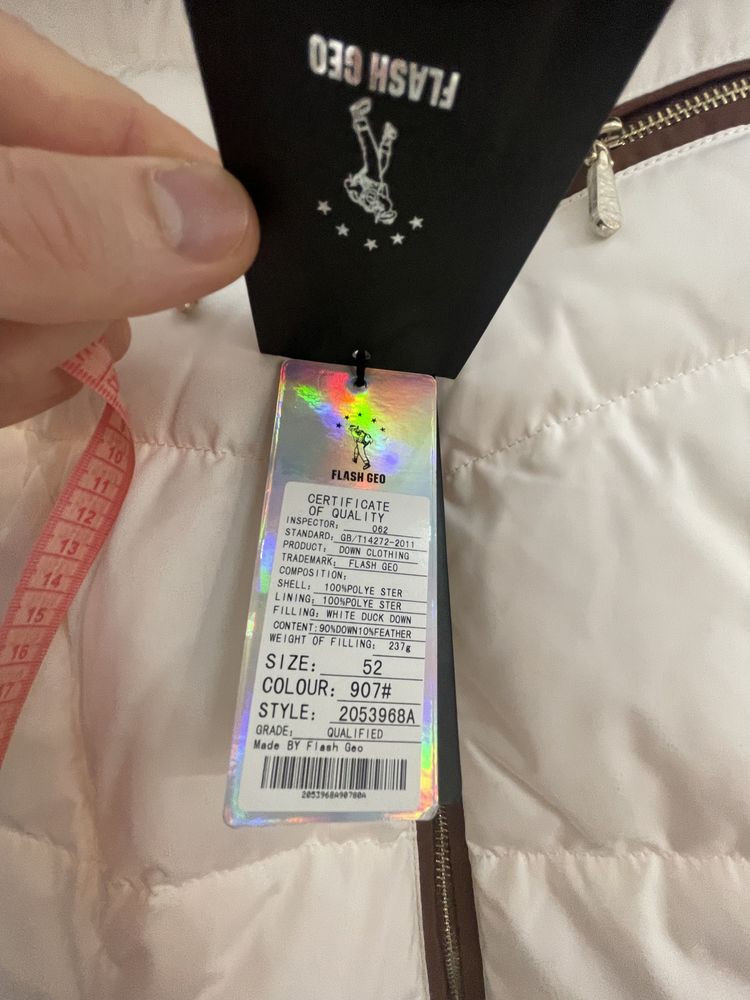 FLASH GEO
FLASH GEO
CERTIFICATE
OF QUALITY
INSPECTOR: 062
STANDARD: GB/T14272-2011
PRODUCT: DOWN CLOTHING
TRADEMARK: FLASH GEO
COMPOSITION:
SHELL: 100%POLYE STER
LINING: 100%POLYE STER
FILLING: WHITE DUCK DOWN
CONTENT:90%DOWN10%FEATHER
WEIGHT OF FILLING: 237g
SIZE: 52
COLOUR: 907#
STYLE: 2053968A
GRADE: QUALIFIED
Made BY Flash Geo
2053968A90780A
10
11
12
13
14
15
16
17